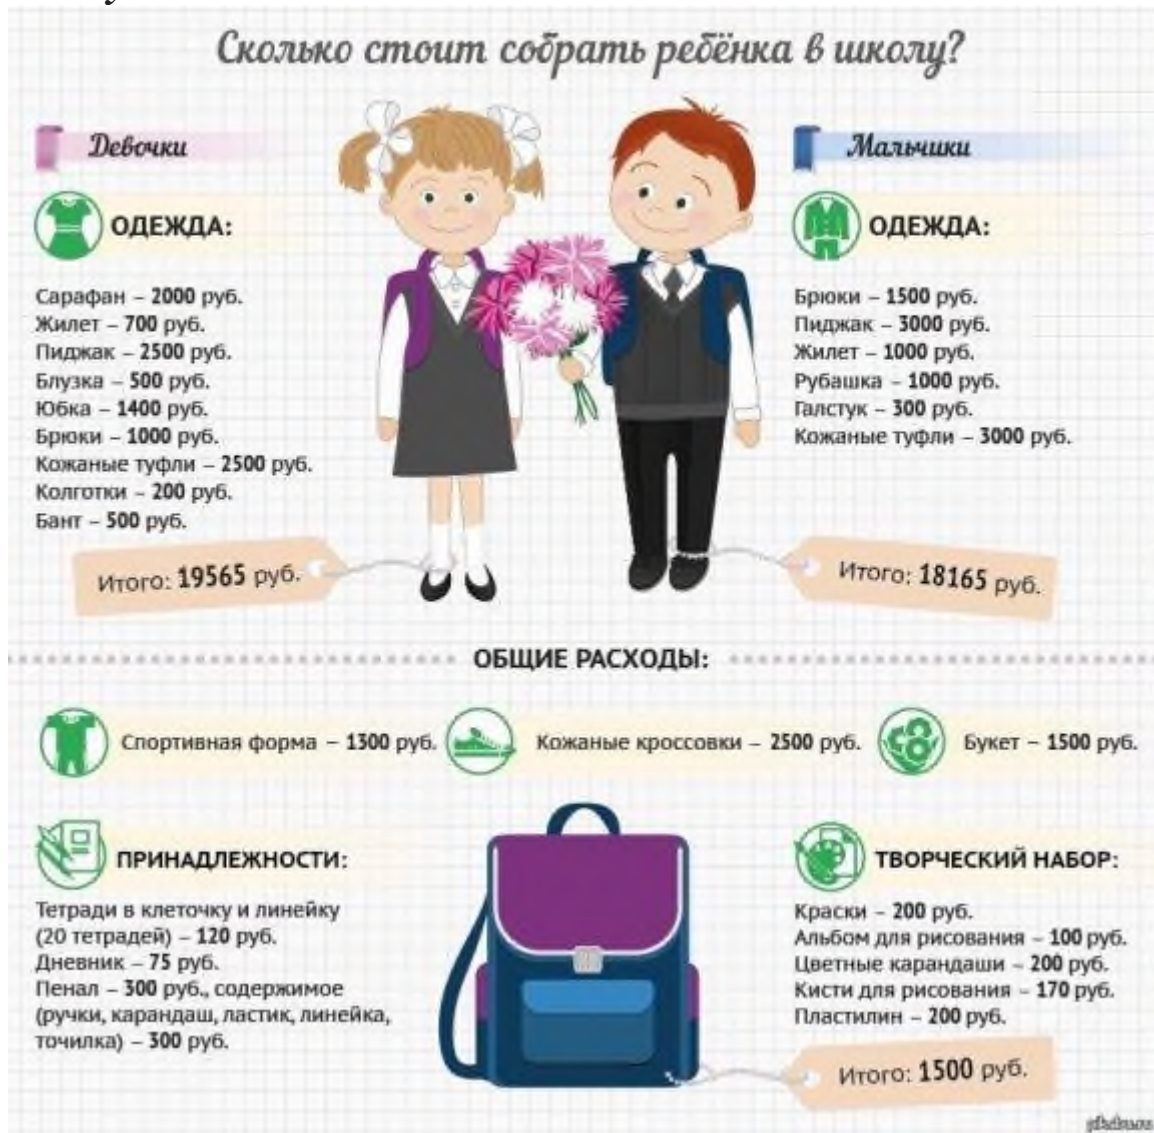 Сколько стоит собрать ребёнка в школу?
Девочки
ОДЕЖДА:
Сарафан – 2000 руб.
Жилет – 700 руб.
Пиджак – 2500 руб.
Блузка – 500 руб.
Юбка – 1400 руб.
Брюки – 1000 руб.
Кожаные туфли – 2500 руб.
Колготки – 200 руб.
Бант – 500 руб.
Итого: 19565 руб.
Мальчики
ОДЕЖДА:
Брюки – 1500 руб.
Пиджак – 3000 руб.
Жилет – 1000 руб.
Рубашка – 1000 руб.
Галстук – 300 руб.
Кожаные туфли – 3000 руб.
Итого: 18165 руб.
ОБЩИЕ РАСХОДЫ:
Спортивная форма – 1300 руб.
Кожаные кроссовки – 2500 руб.
Букет – 1500 руб.
ПРИНАДЛЕЖНОСТИ:
Тетради в клеточку и линейку
(20 тетрадей) – 120 руб.
Дневник – 75 руб.
Пенал – 300 руб., содержимое
(ручки, карандаш, ластик, линейка,
точилка) – 300 руб.
ТВОРЧЕСКИЙ НАБОР:
Краски – 200 руб.
Альбом для рисования – 100 руб.
Цветные карандаши – 200 руб.
Кисти для рисования – 170 руб.
Пластилин – 200 руб.
Итого: 1500 руб.